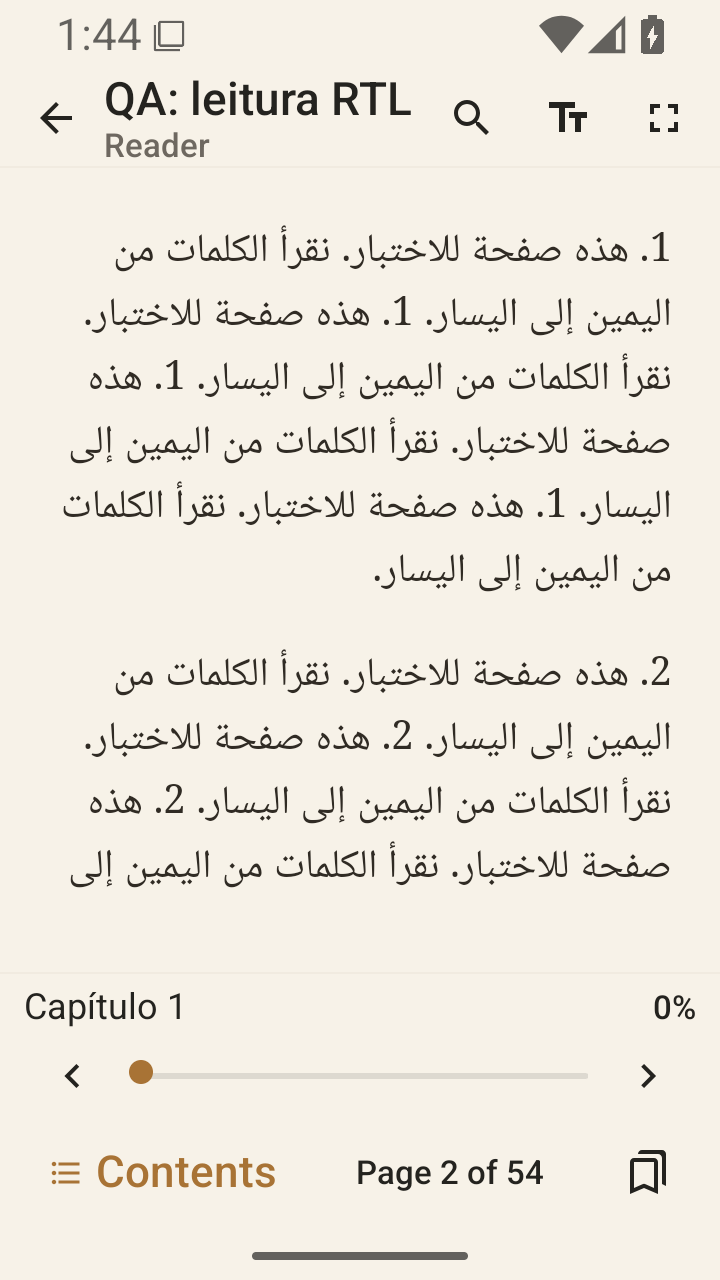 1:44
QA: leitura RTL
Reader
1. هذه صفحة للاختبار. نقرأ الكلمات من
اليمين إلى اليسار. 1. هذه صفحة للاختبار.
نقرأ الكلمات من اليمين إلى اليسار. 1. هذه
صفحة للاختبار. نقرأ الكلمات من اليمين إلى
اليسار. 1. هذه صفحة للاختبار. نقرأ الكلمات
من اليمين إلى اليسار.
2. هذه صفحة للاختبار. نقرأ الكلمات من
اليمين إلى اليسار. 2. هذه صفحة للاختبار.
نقرأ الكلمات من اليمين إلى اليسار. 2. هذه
صفحة للاختبار. نقرأ الكلمات من اليمين إلى
Capítulo 1 0%
Contents Page 2 of 54